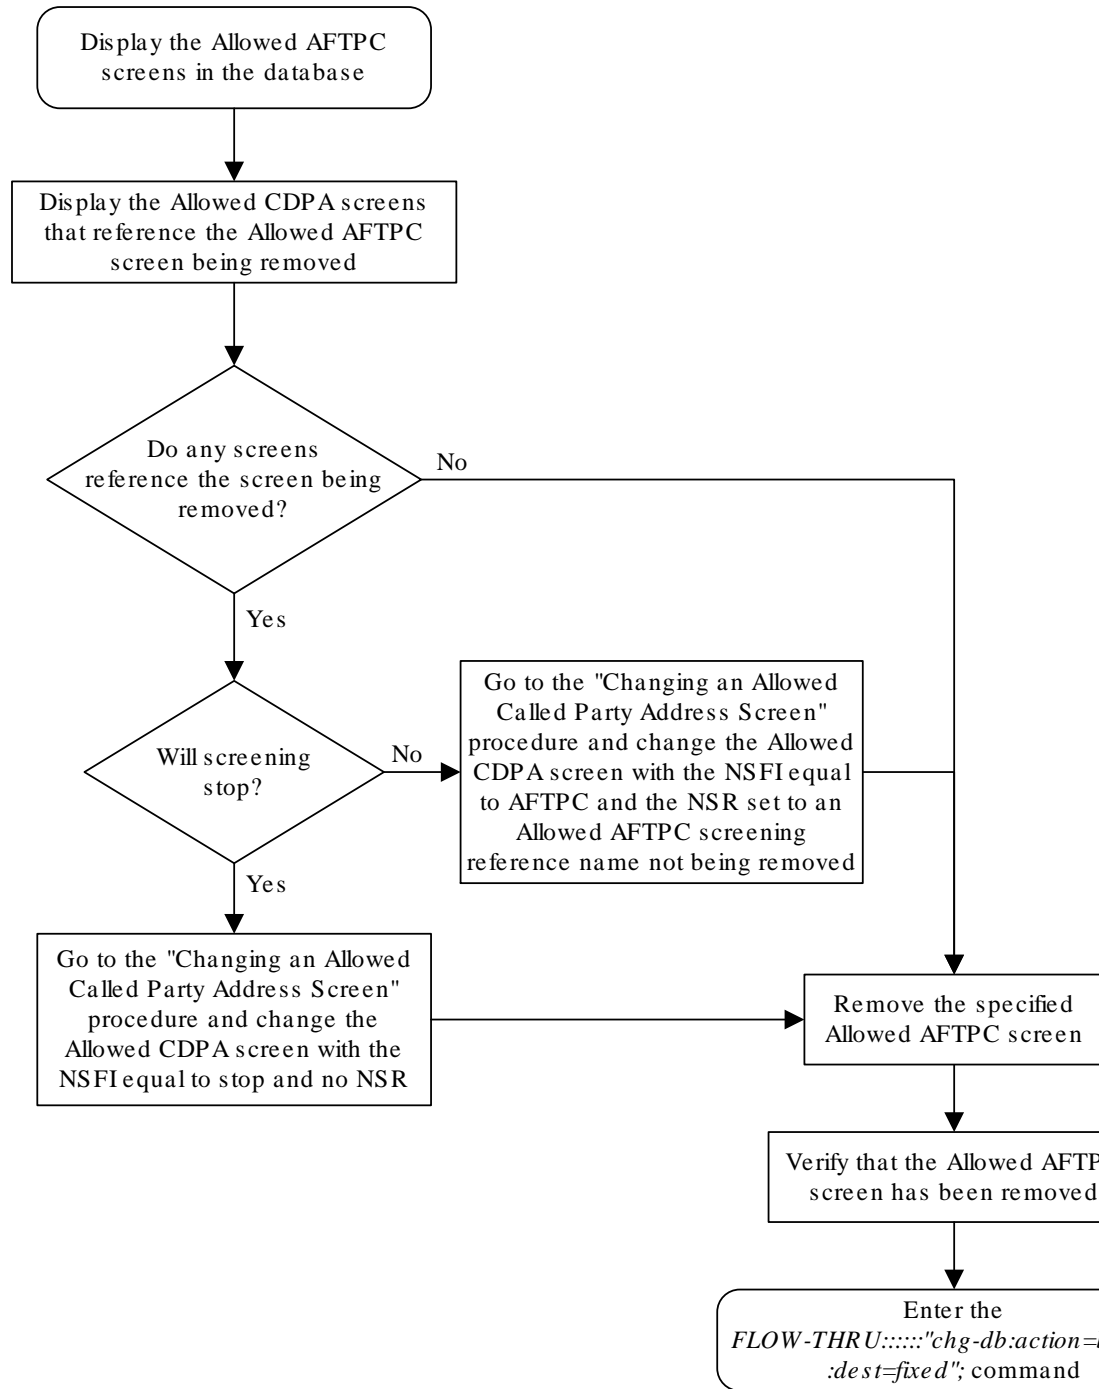 Display the Allowed AFTPC
screens in the database
Display the Allowed CDPA screens
that reference the Allowed AFTPC
screen being removed
Do any screens
reference the screen being
removed?
No
Yes
Will screening
stop?
No
Go to the "Changing an Allowed
Called Party Address Screen"
procedure and change the Allowed
CDPA screen with the NSFI equal
to AFTPC and the NSR set to an
Allowed AFTPC screening
reference name not being removed
Yes
Go to the "Changing an Allowed
Called Party Address Screen"
procedure and change the
Allowed CDPA screen with the
NSFI equal to stop and no NSR
Remove the specified
Allowed AFTPC screen
Verify that the Allowed
screen has been removed
Enter the
FLOW-THRU::::::"chg-db:action=
:dest=fixed"; command